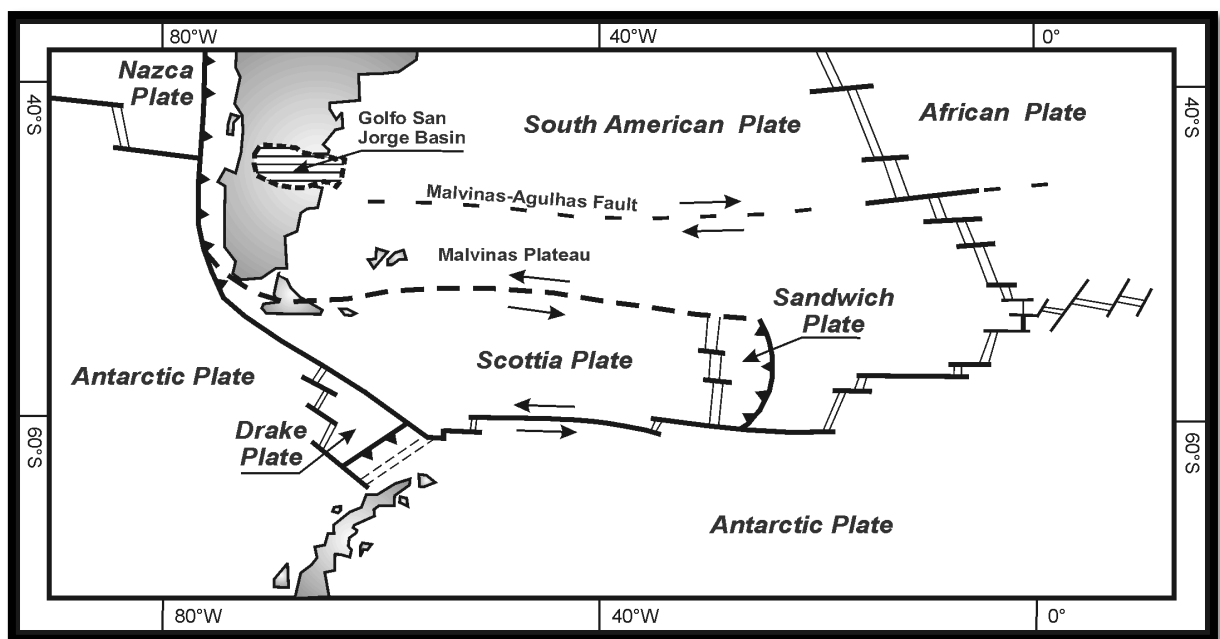 80°W
40°W
0°
Nazca
Plate
40°S
40°S
Golfo San
Jorge Basin
South American Plate
African Plate
Malvinas-Agulhas Fault
Malvinas Plateau
Sandwich
Plate
Scottia Plate
Antarctic Plate
Drake
Plate
60°S
60°S
Antarctic Plate
80°W
40°W
0°